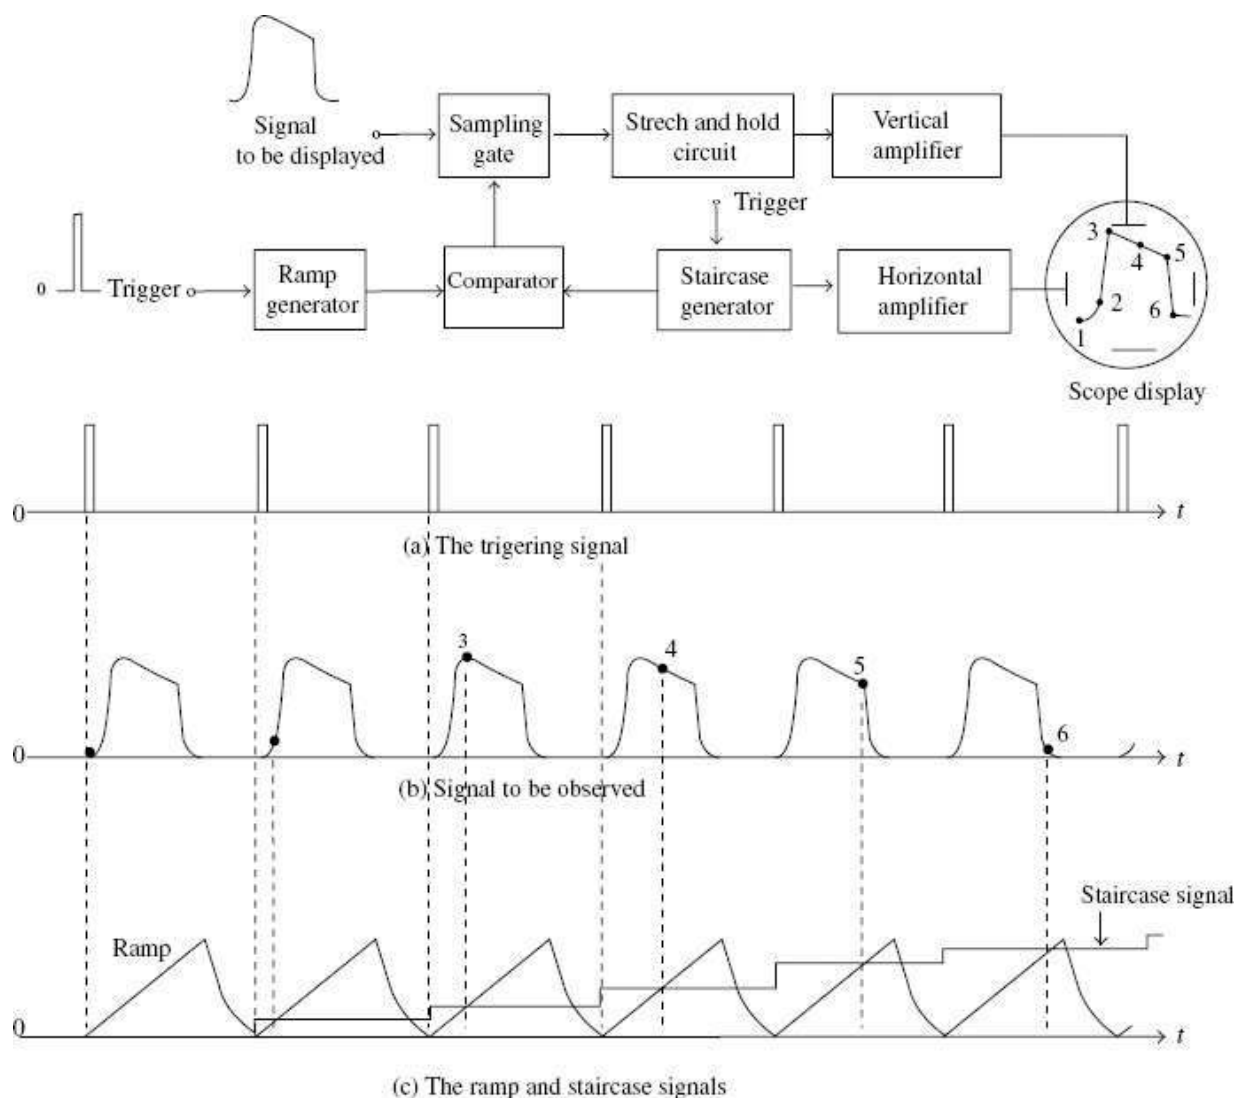 Signal
to be displayed
Sampling
gate
Strech and hold
circuit
Vertical
amplifier
Trigger
0
Trigger
Ramp
generator
Comparator
Staircase
generator
Horizontal
amplifier
3
4
5
2
1
6
Scope display
0
t
(a) The trigering signal
3
4
5
6
0
t
(b) Signal to be observed
Staircase signal
Ramp
0
t
(c) The ramp and staircase signals